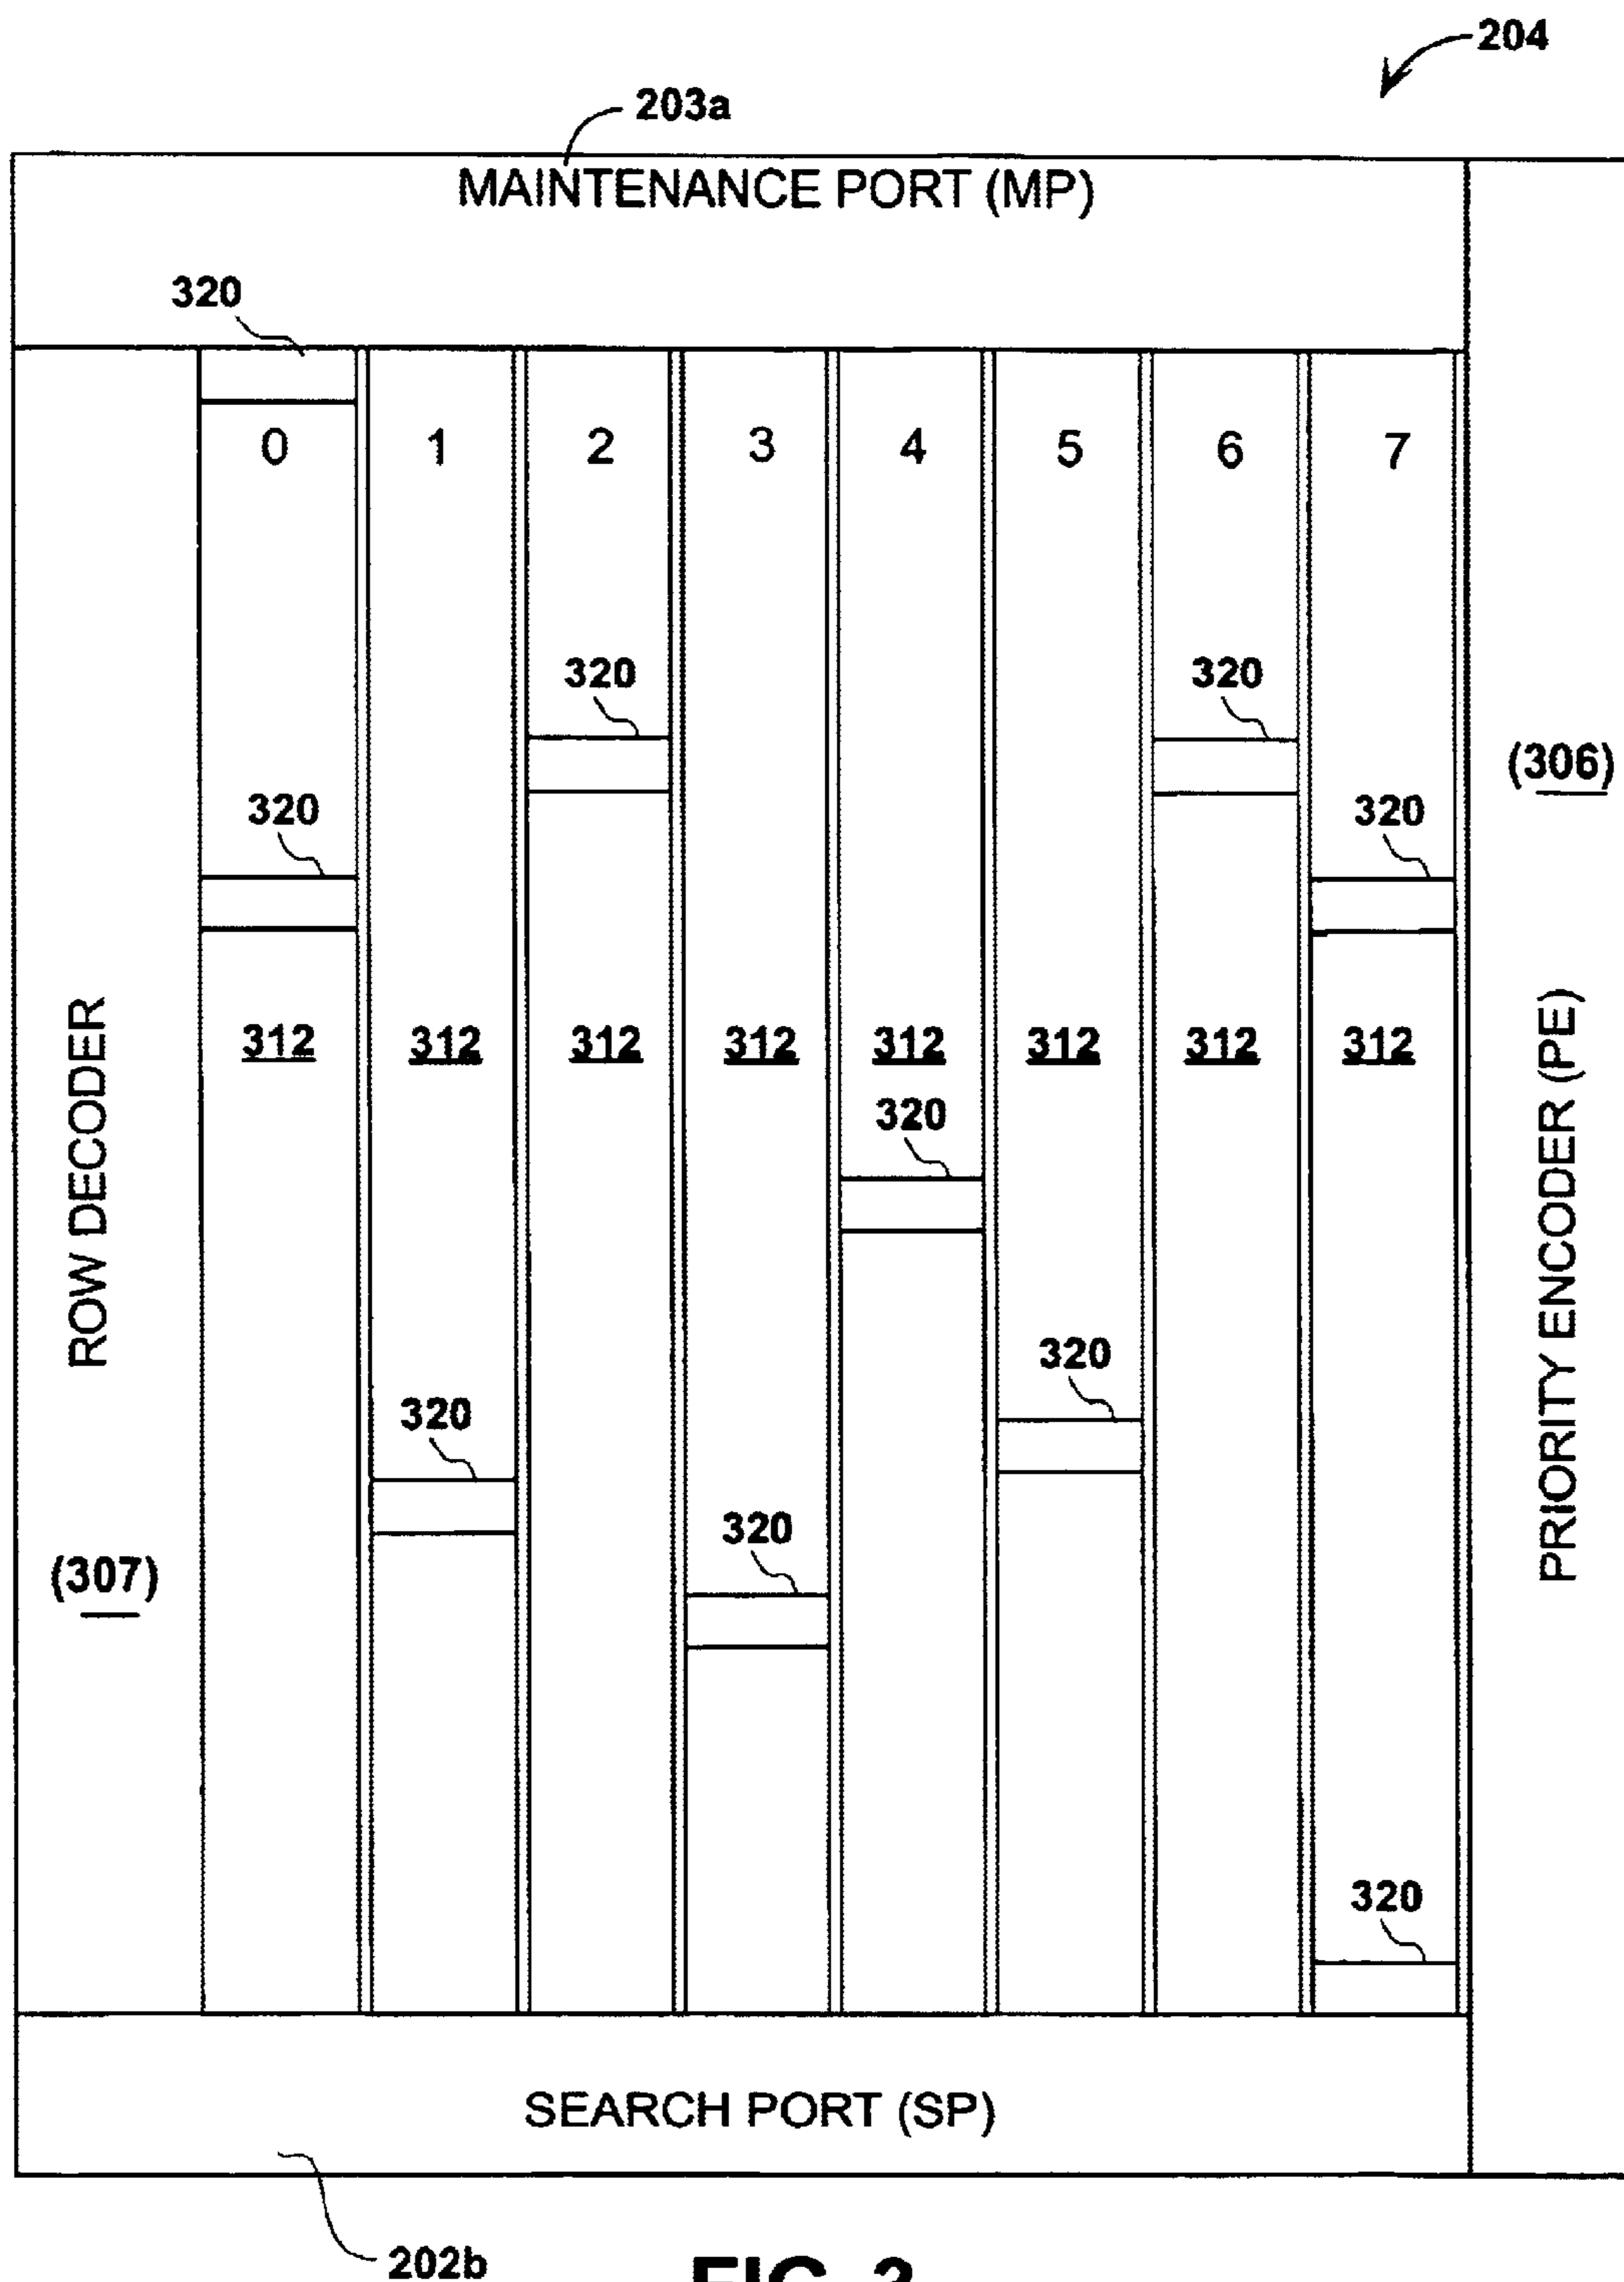 204
203a
MAINTENANCE PORT (MP)
320
0 1 2 3 4 5 6 7
320 320
(306)
320 320
ROW DECODER
312 312 312 312 312 312 312 312
PRIORITY ENCODER (PE)
320
320
320
320
(307)
320
SEARCH PORT (SP)
202b
FIG. 3